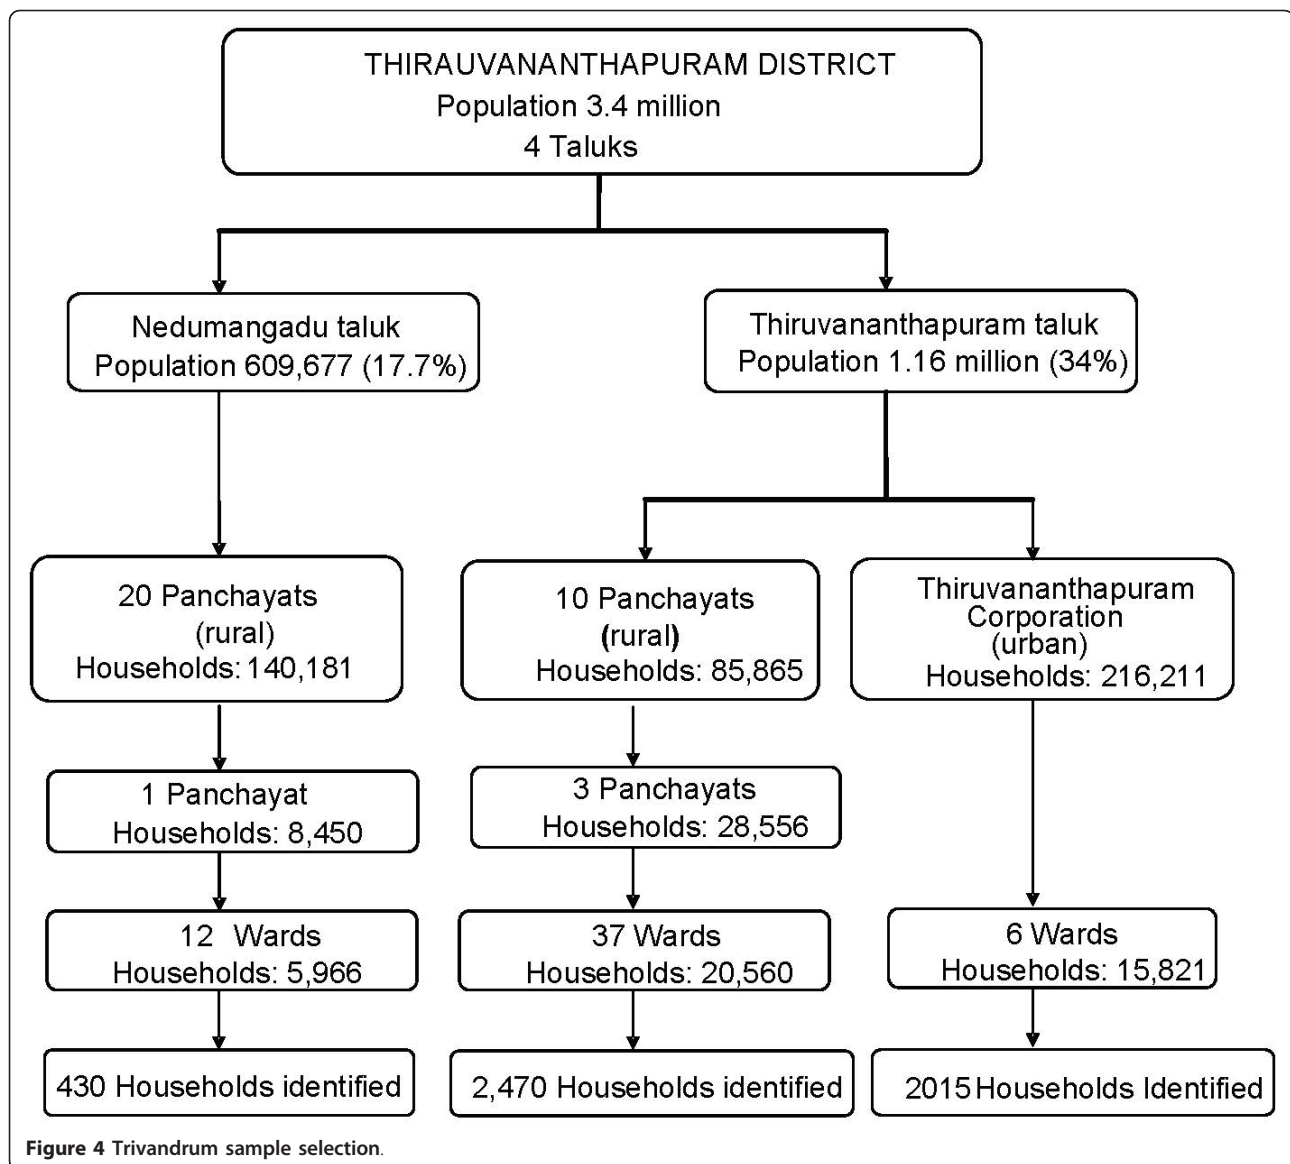 THIRAUVANANTHAPURAM DISTRICT
Population 3.4 million
4 Taluks
Nedumangadu taluk
Population 609,677 (17.7%)
Thiruvananthapuram taluk
Population 1.16 million (34%)
20 Panchayats
(rural)
Households: 140,181
10 Panchayats
(rural)
Households: 85,865
Thiruvananthapuram
Corporation
(urban)
Households: 216,211
1 Panchayat
Households: 8,450
3 Panchayats
Households: 28,556
12 Wards
Households: 5,966
37 Wards
Households: 20,560
6 Wards
Households: 15,821
430 Households identified
2,470 Households identified
2015 Households Identified
Figure 4 Trivandrum sample selection.